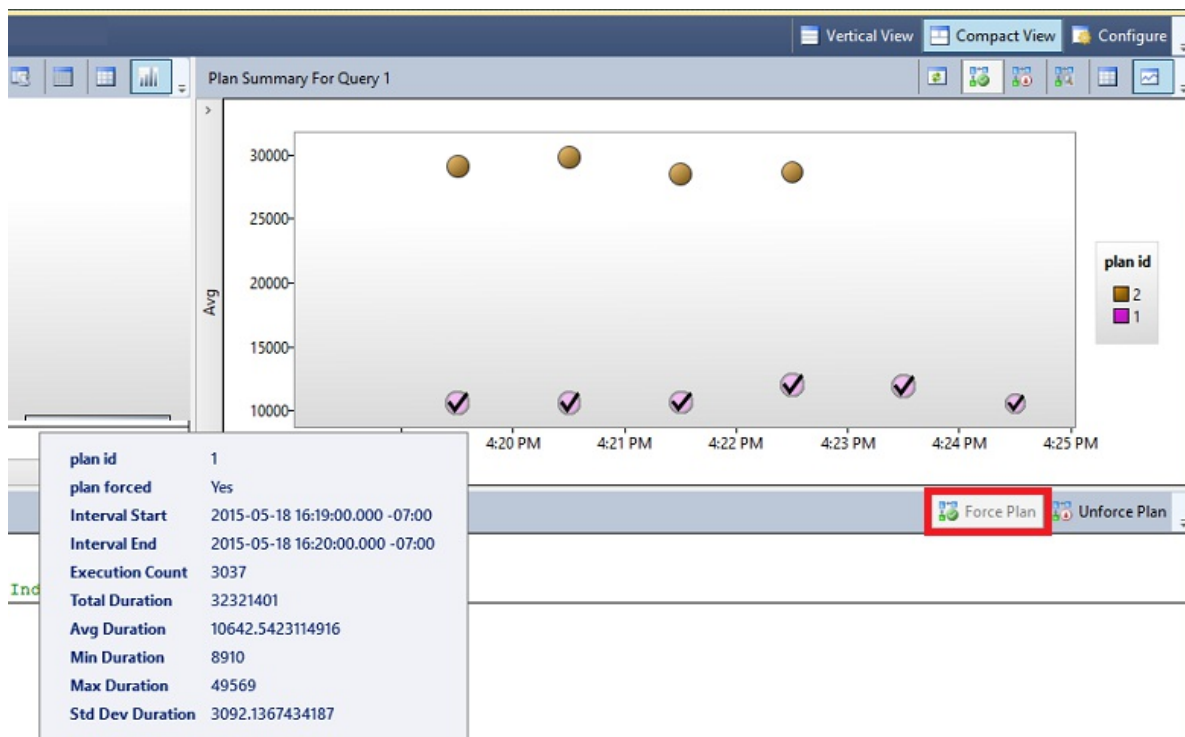 Vertical View Compact View Configure
Plan Summary For Query 1
30000
25000
20000
15000
10000
Avg
plan id
2
1
4:20 PM 4:21 PM 4:22 PM 4:23 PM 4:24 PM 4:25 PM
Force Plan Unforce Plan
Ind
plan id 1
plan forced Yes
Interval Start 2015-05-18 16:19:00.000 -07:00
Interval End 2015-05-18 16:20:00.000 -07:00
Execution Count 3037
Total Duration 32321401
Avg Duration 10642.5423114916
Min Duration 8910
Max Duration 49569
Std Dev Duration 3092.1367434187